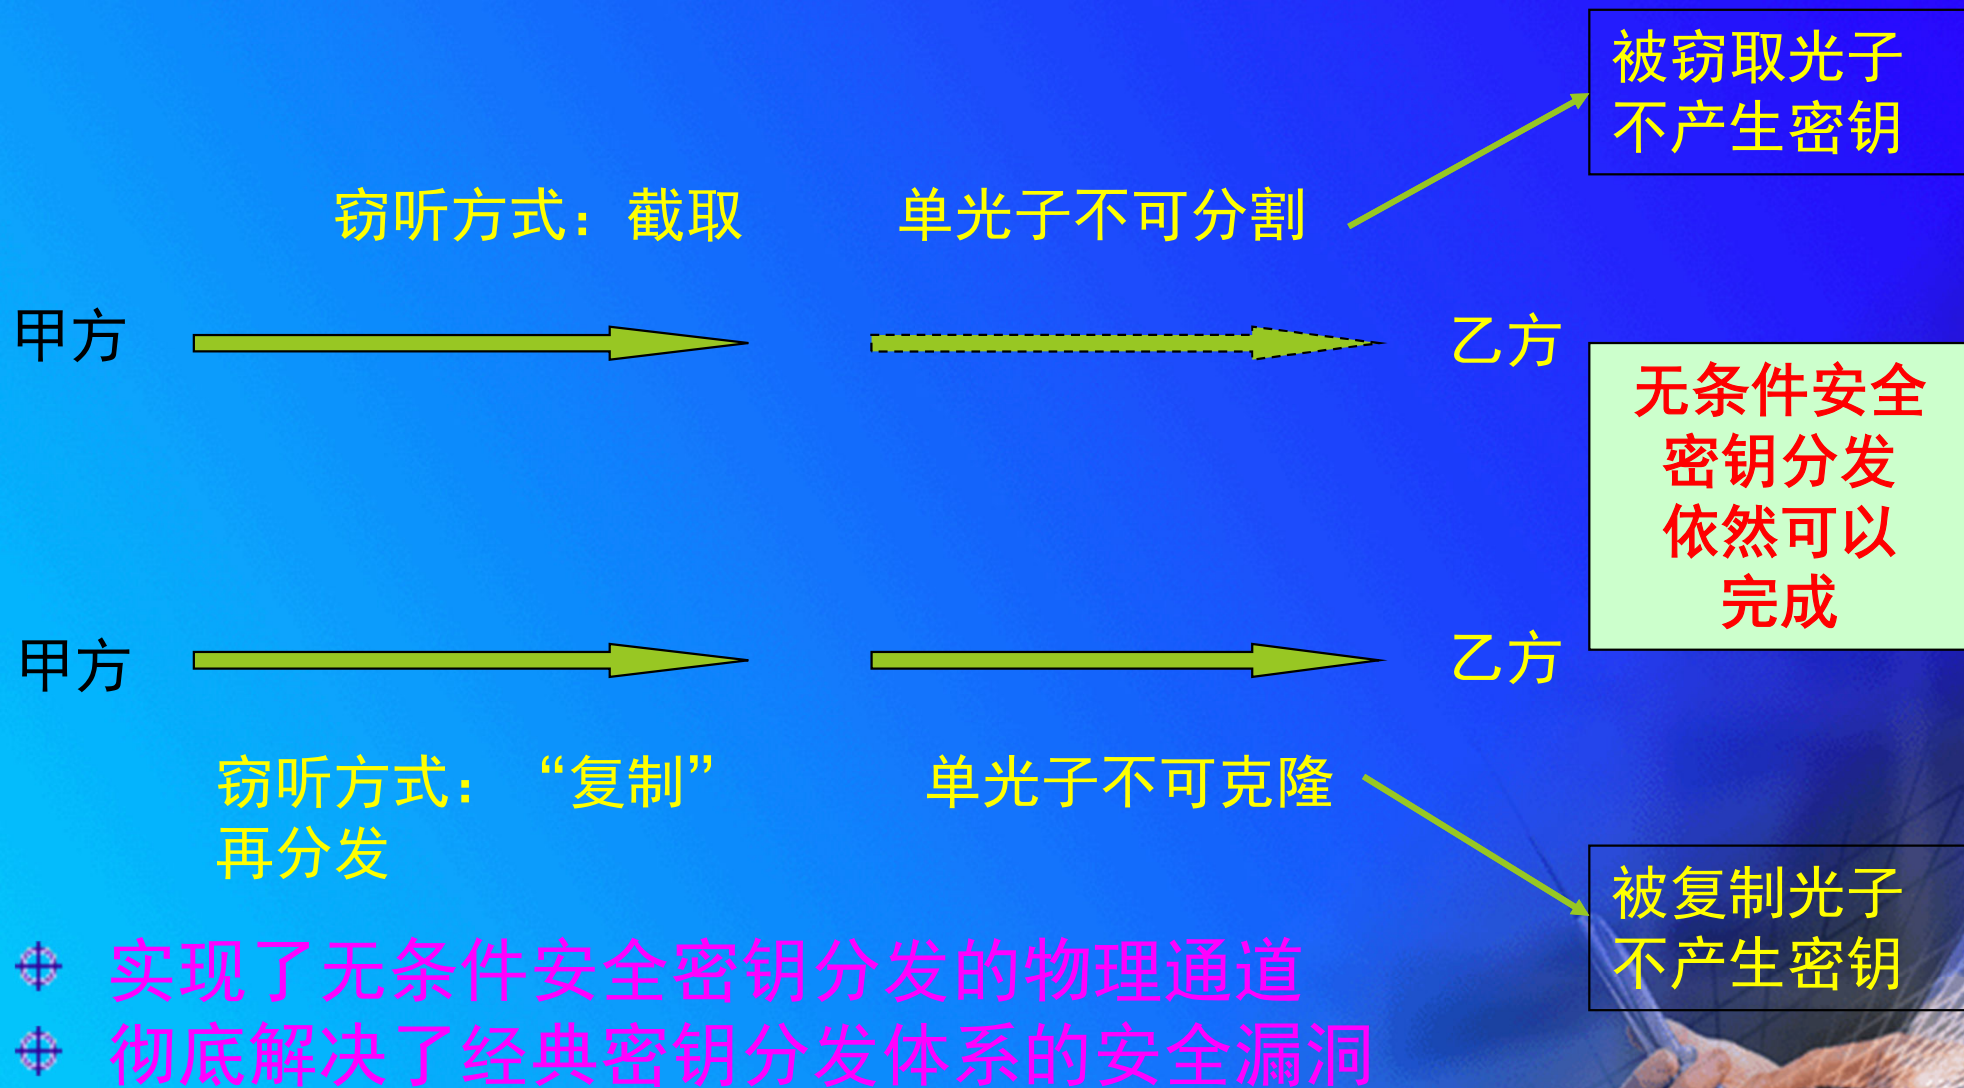 被窃取光子
不产生密钥
窃听方式：截取
单光子不可分割
甲方
乙方
无条件安全
密钥分发
依然可以
完成
甲方
乙方
窃听方式：“复制”
再分发
单光子不可克隆
被复制光子
不产生密钥
实现了无条件安全密钥分发的物理通道
彻底解决了经典密钥分发体系的安全漏洞